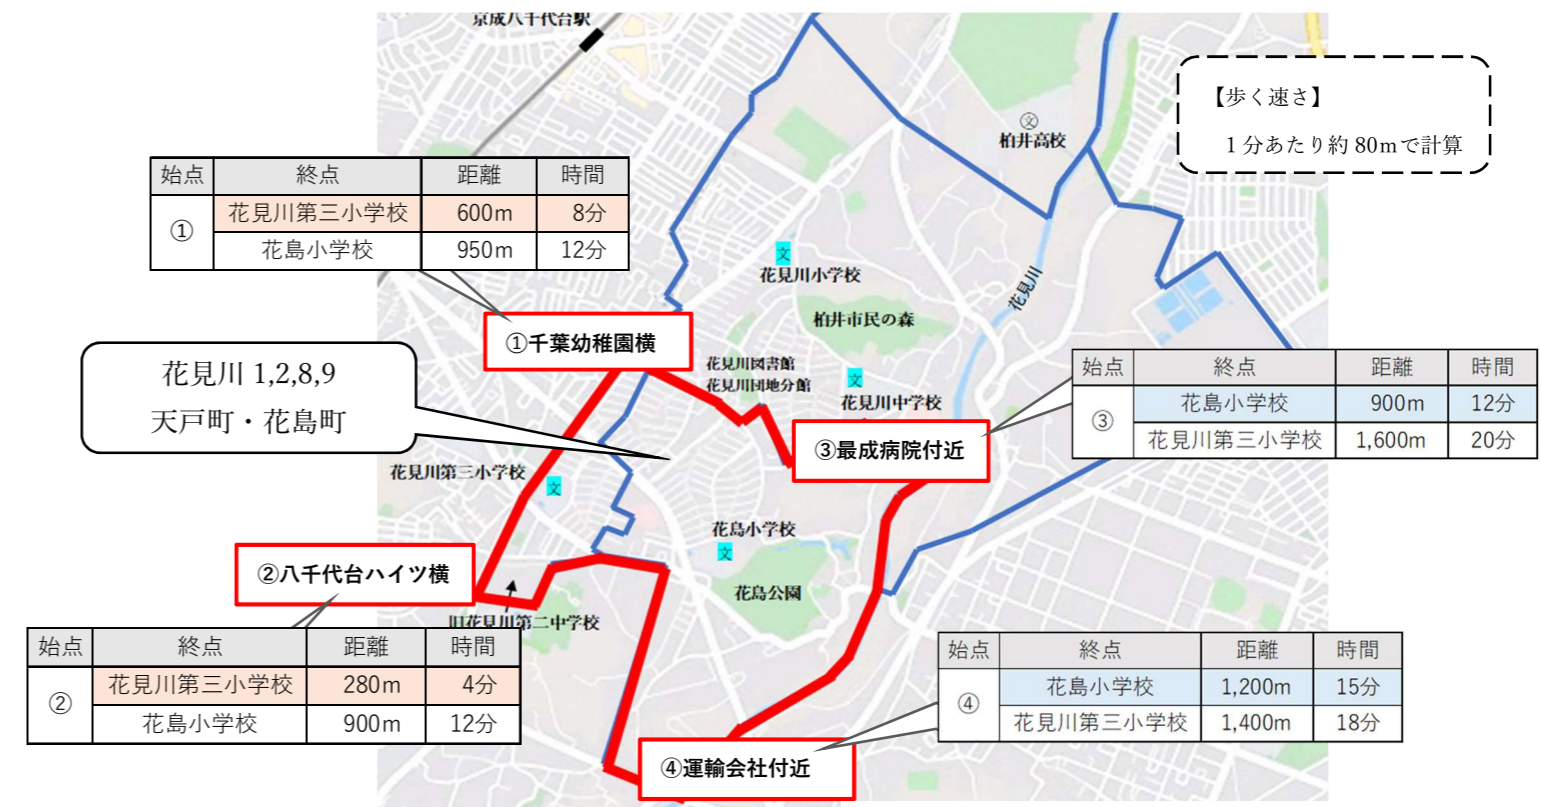 京成八千代台駅
【歩く速さ】
1分あたり約80mで計算
文
柏井高校
始点 終点 距離 時間
① 花見川第三小学校 600m 8分
花島小学校 950m 12分
文
花見川小学校
花見川
柏井市民の森
①千葉幼稚園横
花見川 1,2,8,9
天戸町・花島町
花見川図書館
花見川団地分館
文
花見川中学校
始点 終点 距離 時間
③ 花島小学校 900m 12分
花見川第三小学校 1,600m 20分
③最成病院付近
花見川第三小学校
文
花島小学校
文
②八千代台ハイツ横
花島公園
旧花見川第二中学校
始点 終点 距離 時間
② 花見川第三小学校 280m 4分
花島小学校 900m 12分
始点 終点 距離 時間
④ 花島小学校 1,200m 15分
花見川第三小学校 1,400m 18分
④運輸会社付近